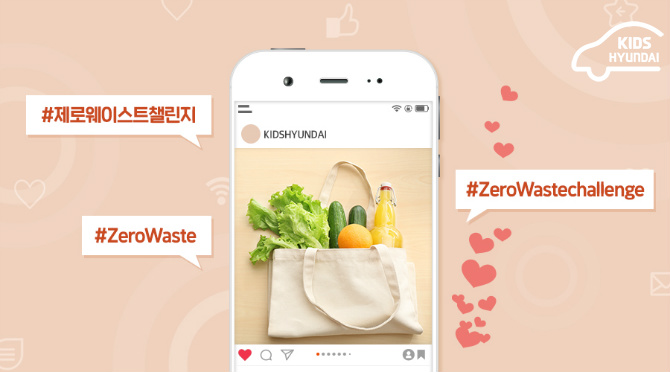 KIDS
HYUNDAI
#제로웨이스트챌린지
KIDSHYUNDAI
#ZeroWastechallenge
#ZeroWaste